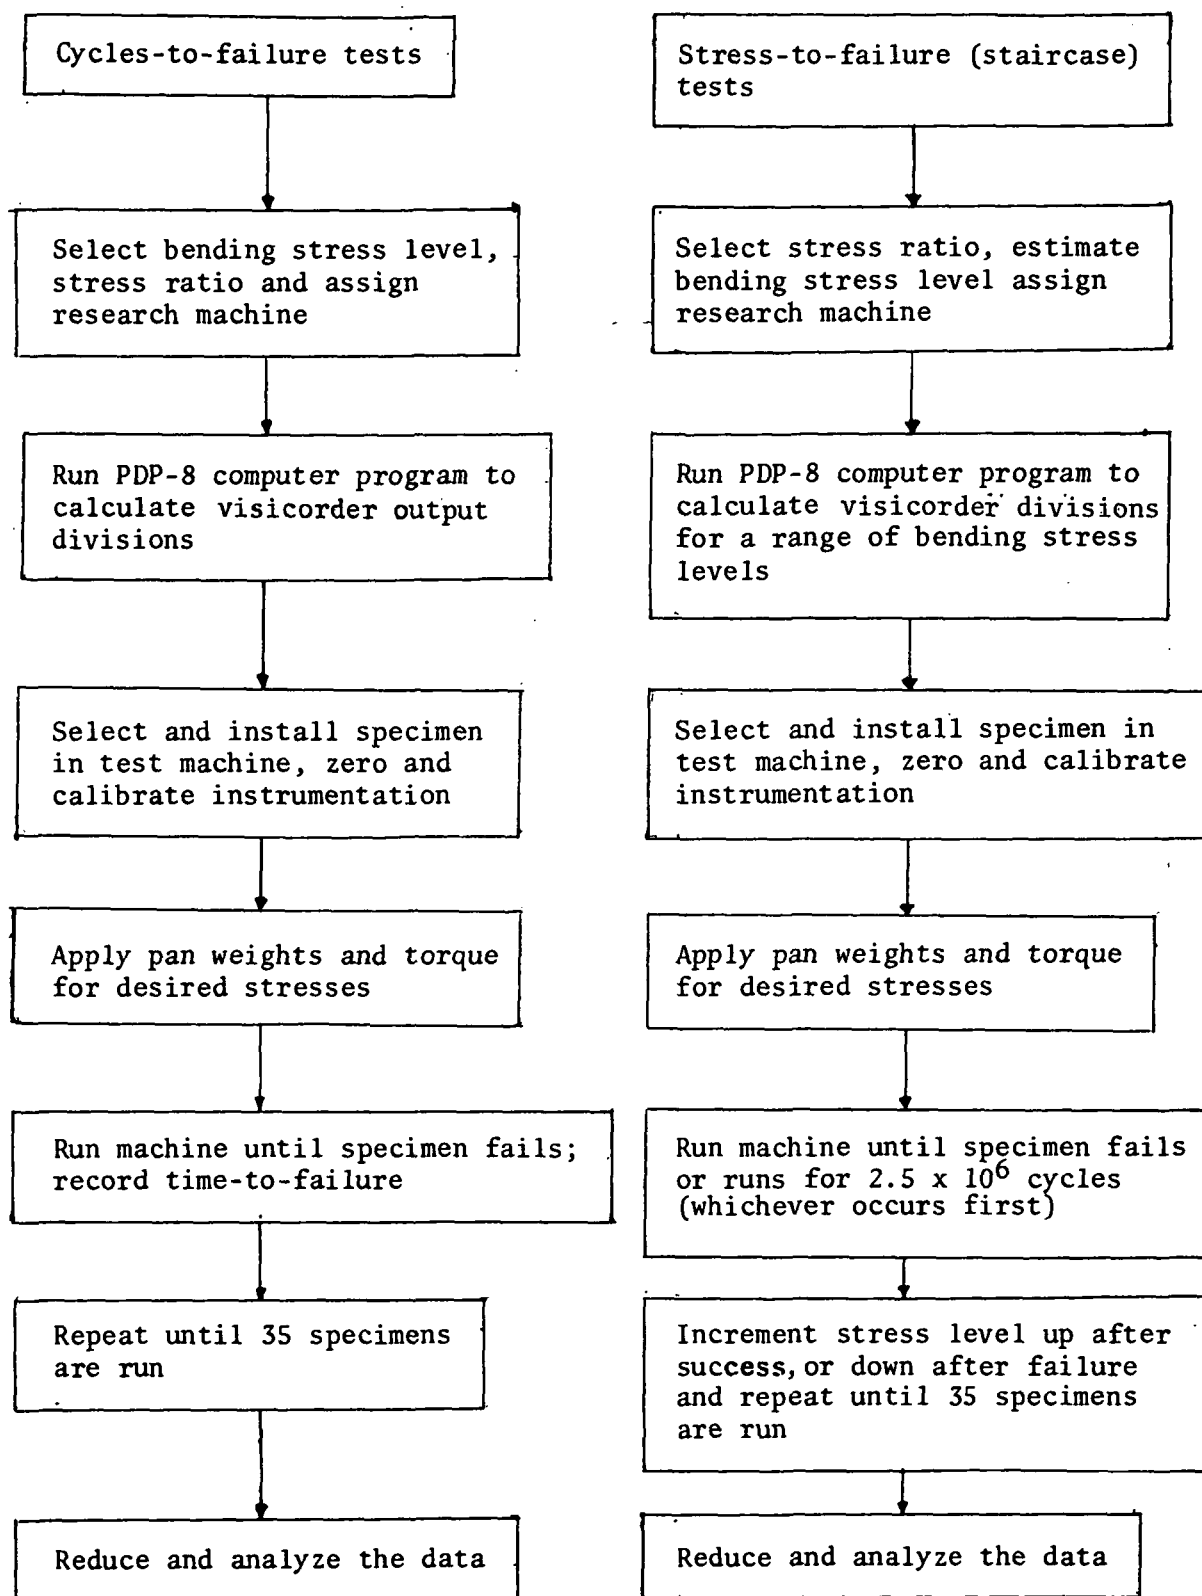 Cycles-to-failure tests
Select bending stress level,
stress ratio and assign
research machine
Run PDP-8 computer program to
calculate visicorder output
divisions
Select and install specimen
in test machine, zero and
calibrate instrumentation
Apply pan weights and torque
for desired stresses
Run machine until specimen fails;
record time-to-failure
Repeat until 35 specimens
are run
Reduce and analyze the data
Stress-to-failure (staircase)
tests
Select stress ratio, estimate
bending stress level assign
research machine
Run PDP-8 computer program to
calculate visicorder divisions
for a range of bending stress
levels
Select and install specimen in
test machine, zero and calibrate
instrumentation
Apply pan weights and torque
for desired stresses
Run machine until specimen fails
or runs for 2.5 x 10⁶ cycles
(whichever occurs first)
Increment stress level up after
success, or down after failure
and repeat until 35 specimens
are run
Reduce and analyze the data